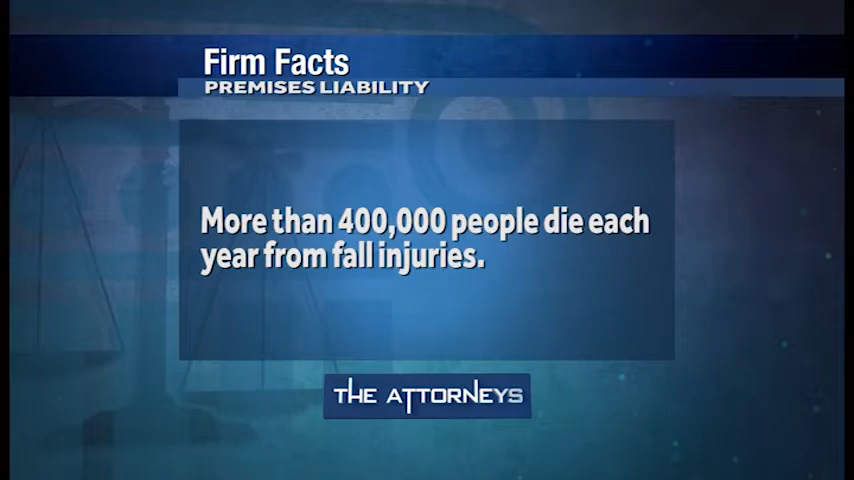 Firm Facts
PREMISES LIABILITY
More than 400,000 people die each
year from fall injuries.
THE ATTORNEYS